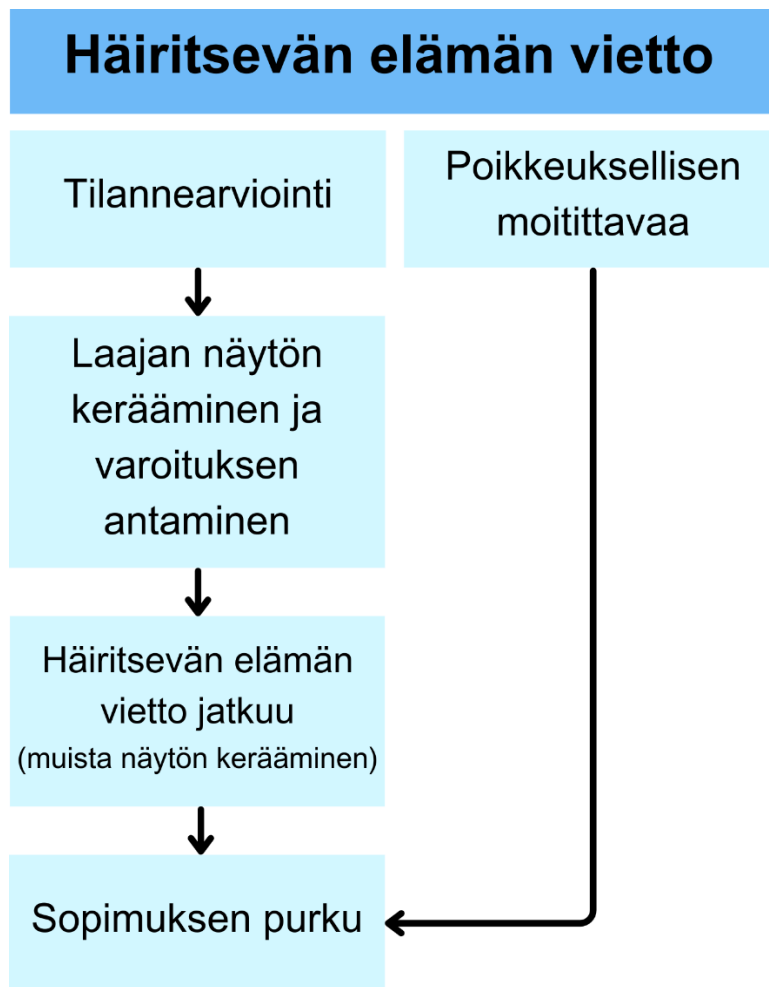 Häiritsevän elämän vietto
Tilannearviointi
Poikkeuksellisen
moitittavaa
Laajan näytön
kerääminen ja
varoituksen
antaminen
Häiritsevän elämän
vietto jatkuu
(muista näytön kerääminen)
Sopimuksen purku